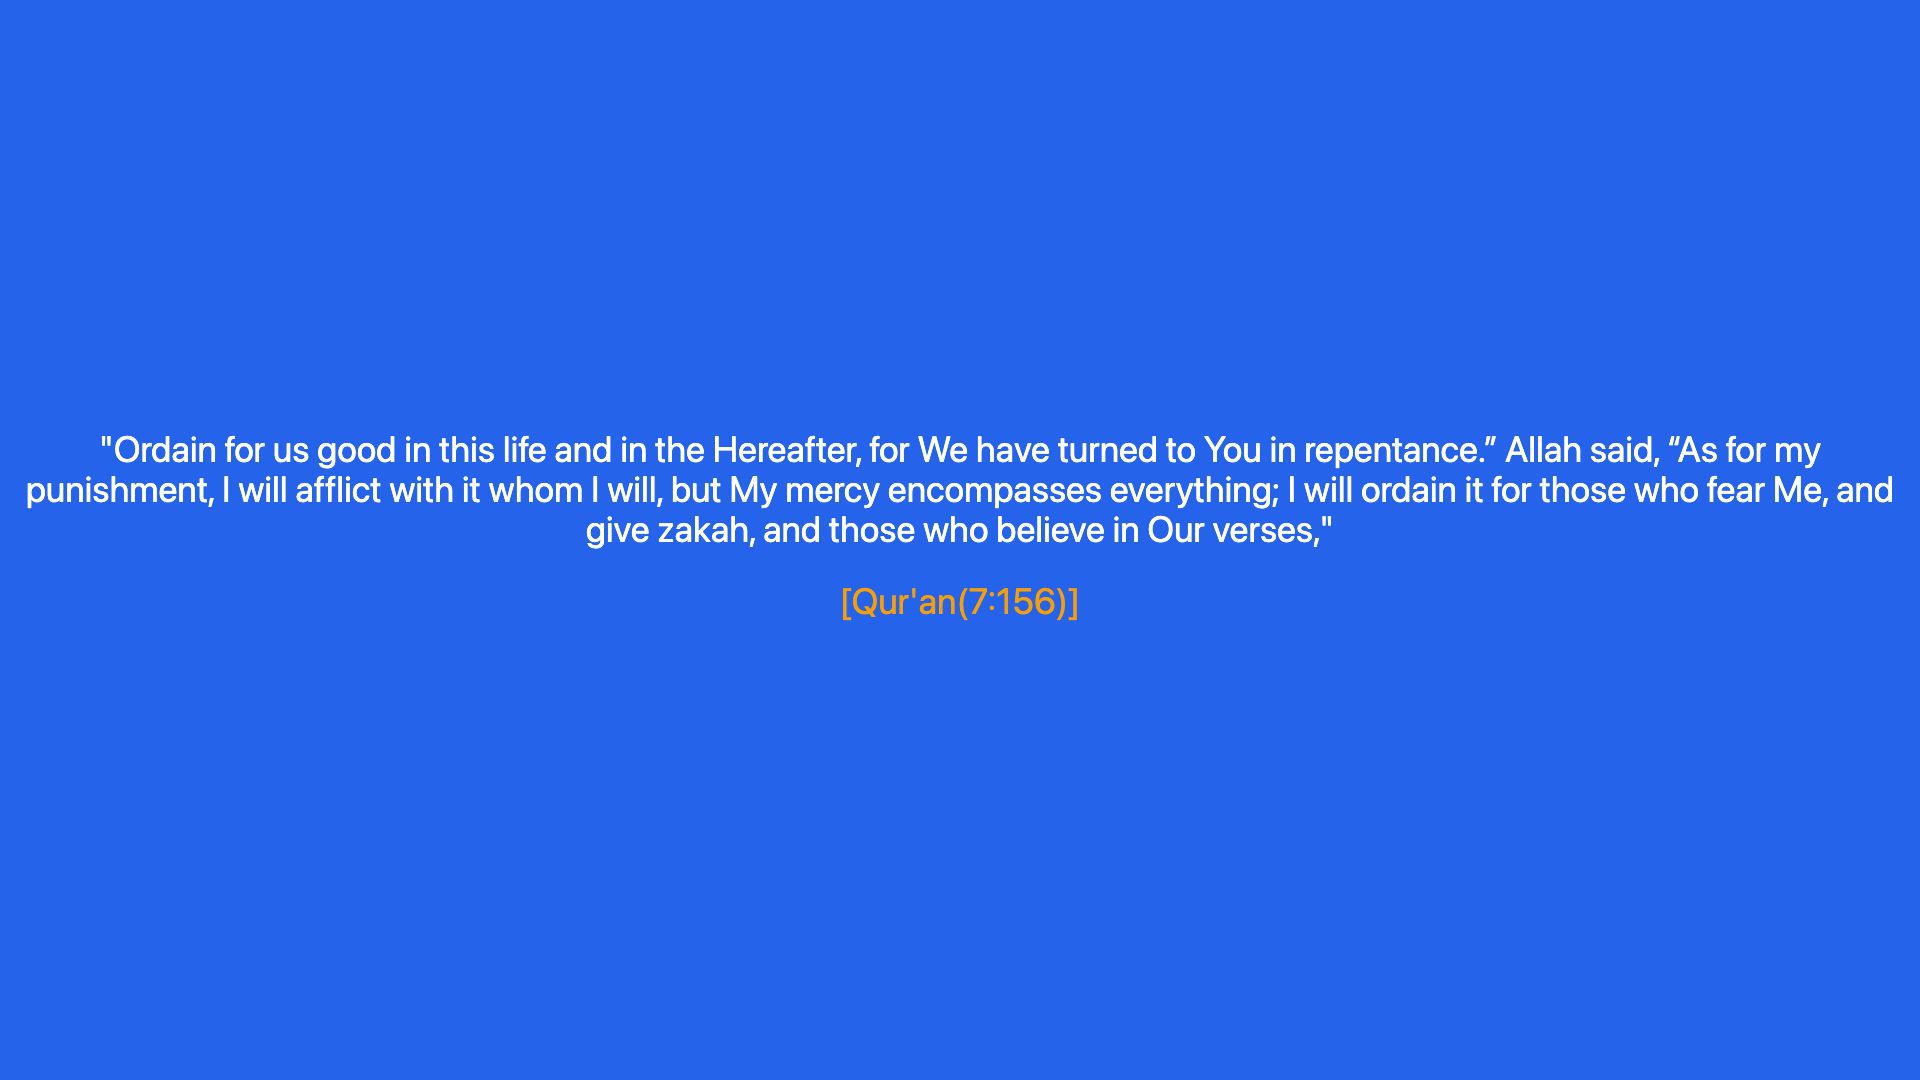 "Ordain for us good in this life and in the Hereafter, for We have turned to You in repentance.” Allah said, “As for my
punishment, I will afflict with it whom I will, but My mercy encompasses everything; I will ordain it for those who fear Me, and
give zakah, and those who believe in Our verses,"
[Qur'an(7:156)]